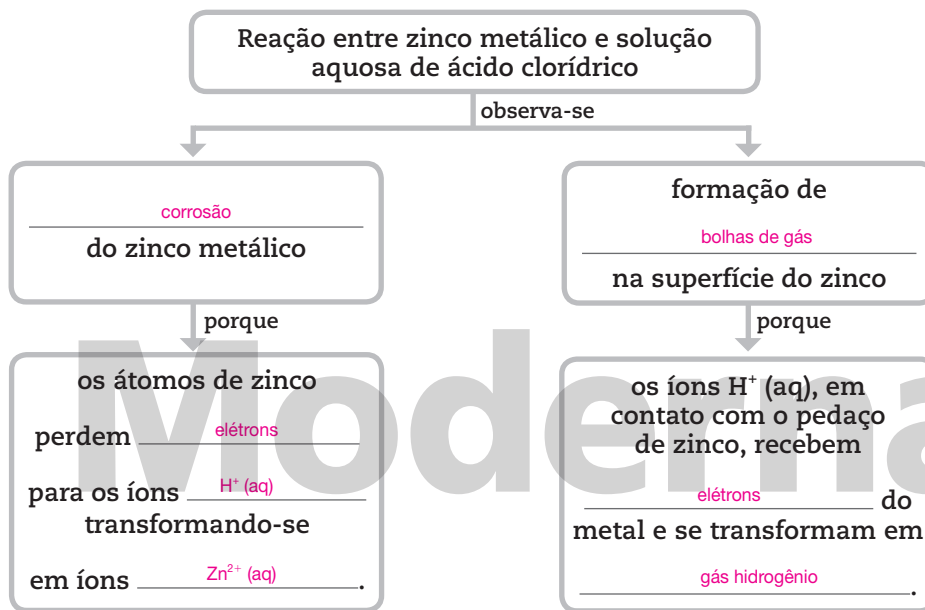 Reação entre zinco metálico e solução
aquosa de ácido clorídrico
observa-se
corrosão
do zinco metálico
porque
os átomos de zinco
perdem elétrons
para os íons H⁺ (aq)
transformando-se
em íons Zn²⁺ (aq).
formação de
bolhas de gás
na superfície do zinco
porque
os íons H⁺ (aq), em
contato com o pedaço
de zinco, recebem
elétrons do
metal e se transformam em
gás hidrogênio.
Moderna